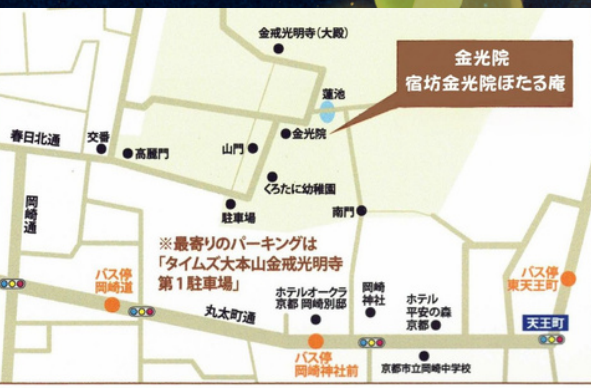 金戒光明寺(大殿)
金光院
宿坊金光院ほたる庵
蓮池
金光院
春日北通
交番
高麗門
山門
くろたに幼稚園
岡崎通
駐車場
南門
※最寄りのパーキングは
「タイムズ大本山金戒光明寺
第1駐車場」
バス停
岡崎道
丸太町通
ホテルオークラ
京都 岡崎別邸
岡崎
神社
ホテル
平安の森
京都
バス停
東天王町
天王町
バス停
岡崎神社前
京都市立岡崎中学校